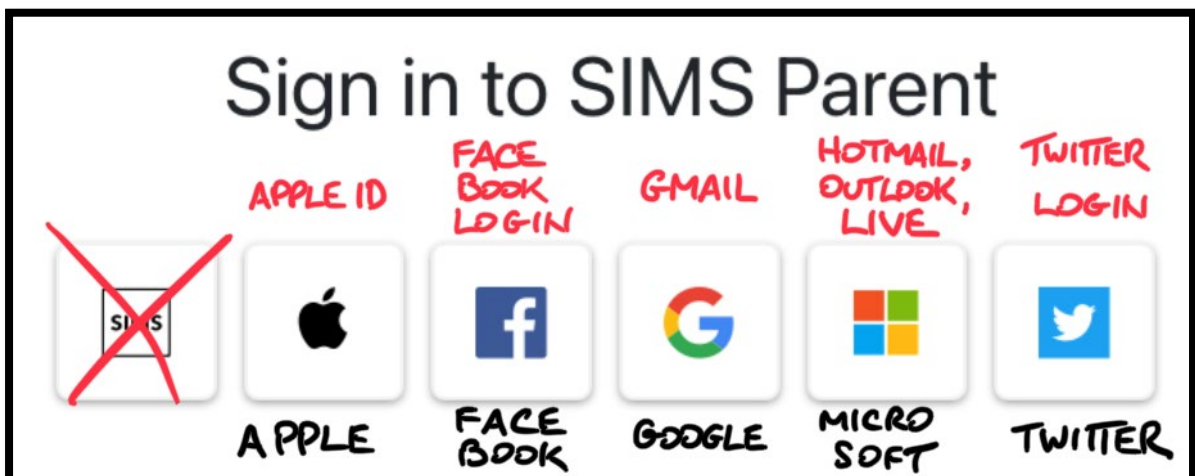 Sign in to SIMS Parent
APPLE ID
FACE
BOOK
LOGIN
GMAIL
HOTMAIL,
OUTLOOK,
LIVE
TWITTER
LOGIN
SIMS
APPLE
FACE
BOOK
GOOGLE
MICRO
SOFT
TWITTER